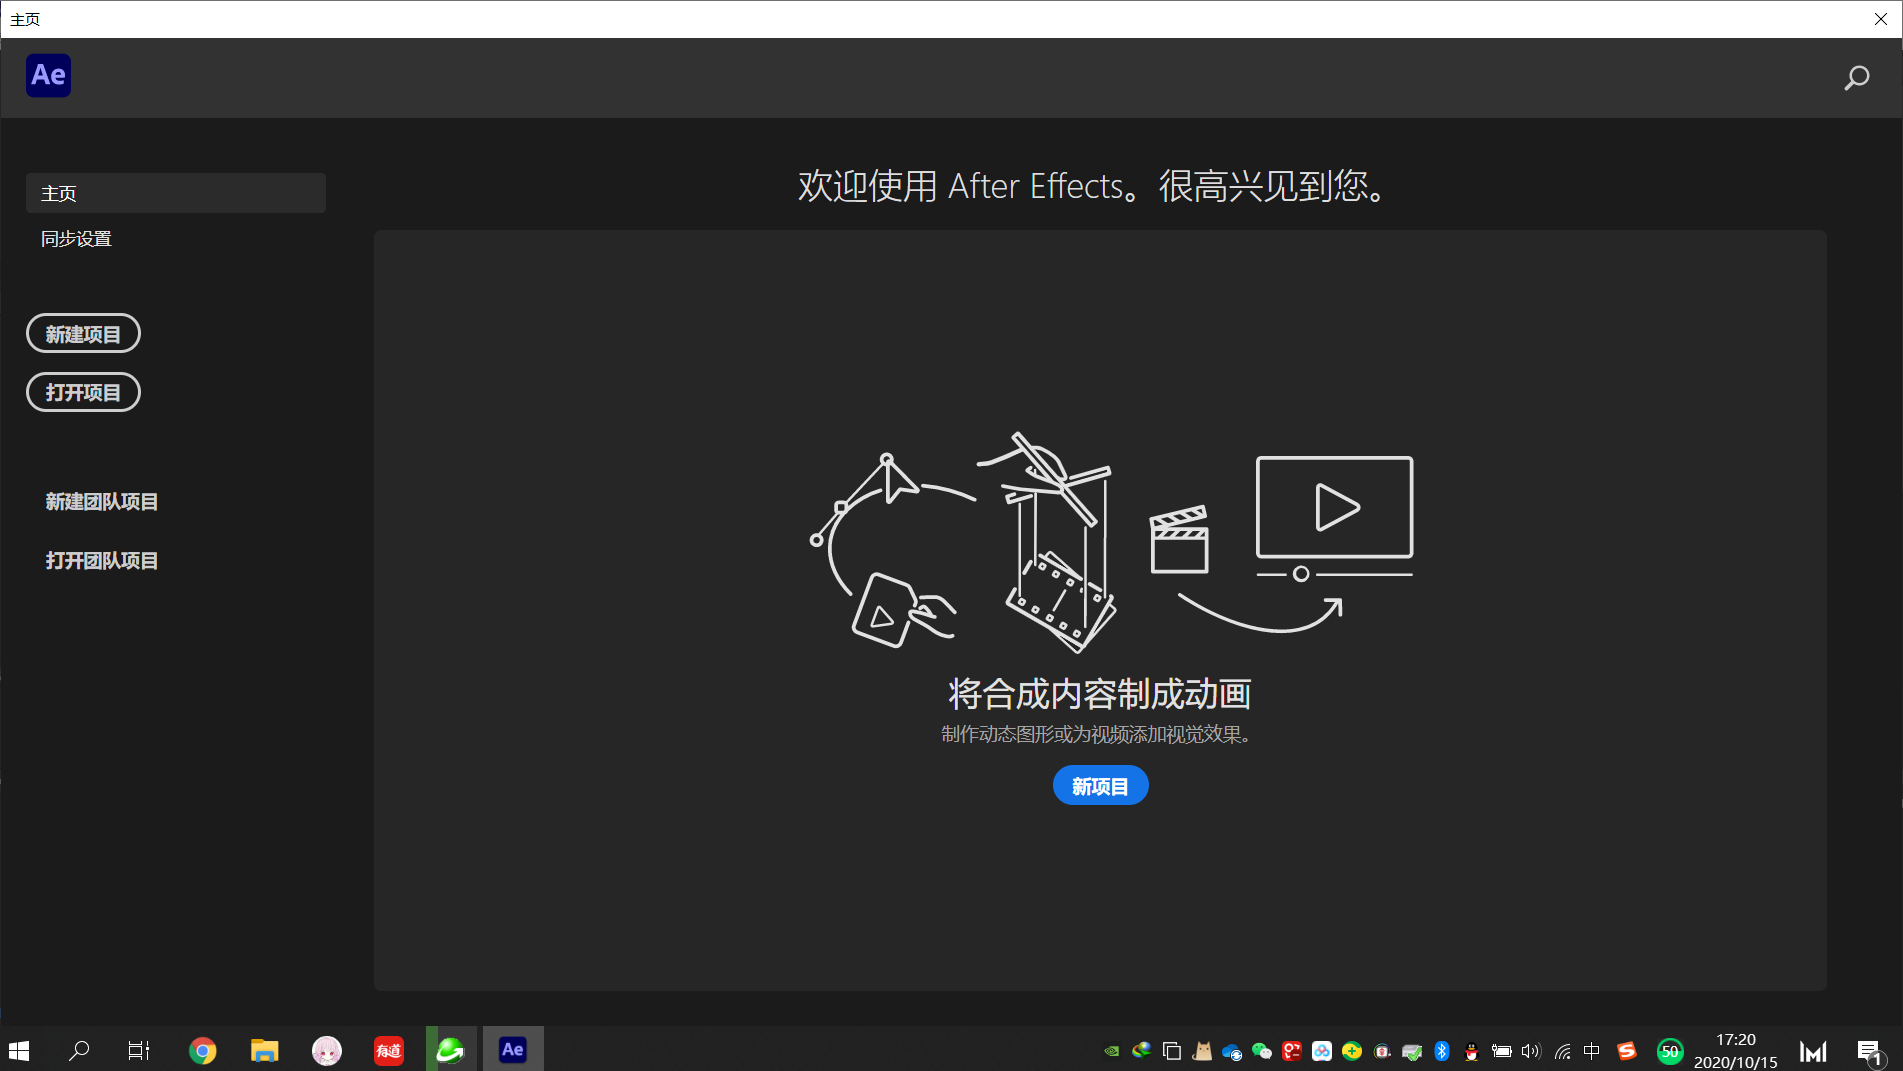 主页
Ae
主页
同步设置
新建项目
打开项目
新建团队项目
打开团队项目
欢迎使用 After Effects。很高兴见到您。
将合成内容制成动画
制作动态图形或为视频添加视觉效果。
新项目
有道
Ae
中
50
17:20
2020/10/15
1